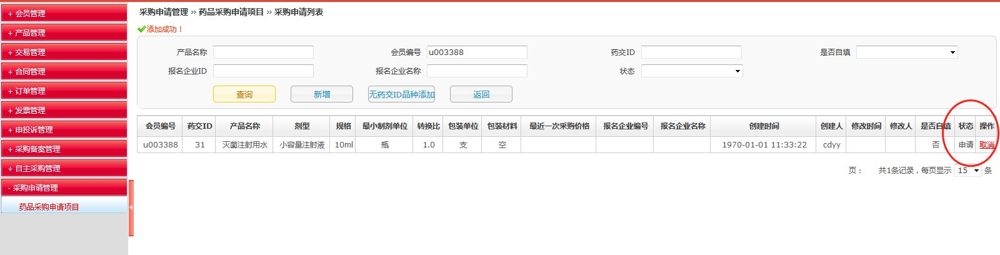 + 会员管理
+ 产品管理
+ 交易管理
+ 合同管理
+ 订单管理
+ 发票管理
+ 申投诉管理
+ 采购备案管理
+ 自主采购管理
- 采购申请管理
药品采购申请项目
采购申请管理 » 药品采购申请项目 » 采购申请列表
添加成功！
产品名称 会员编号 u003388 药交ID 是否自填
报名企业ID 报名企业名称 状态
查询 新增 无药交ID品种添加 返回
会员编号 药交ID 产品名称 剂型 规格 最小制剂单位 转换比 包装单位 包装材料 最近一次采购价格 报名企业编号 报名企业名称 创建时间 创建人 修改时间 修改人 是否自填 状态 操作
u003388 31 灭菌注射用水 小容量注射液 10ml 瓶 1.0 支 空 1970-01-01 11:33:22 cdyy 否 申请 取消
页： 共1条记录，每页显示 15 条